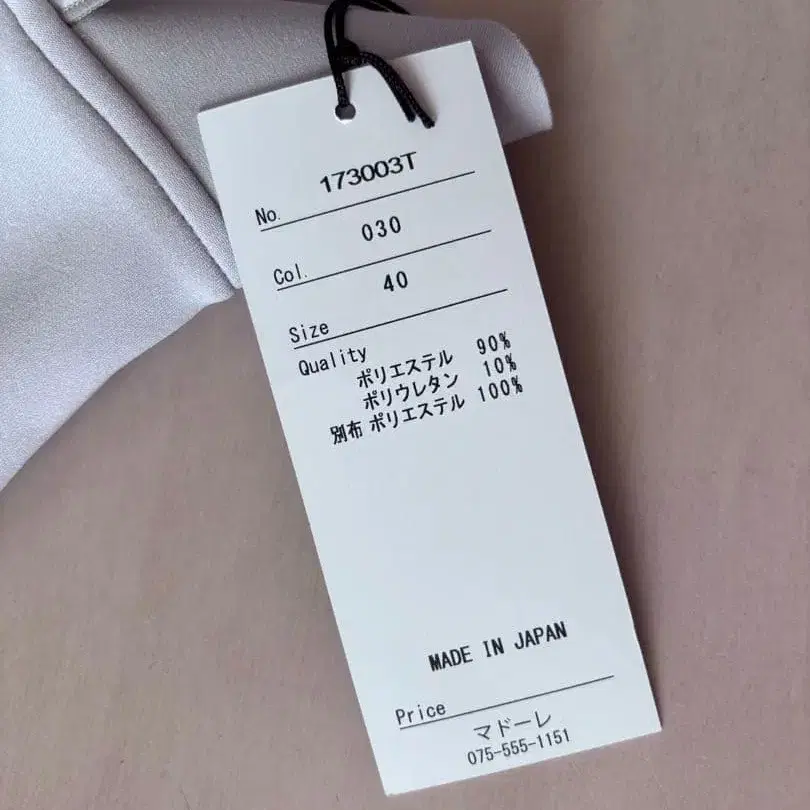 No. 173003T
Col. 030
Size 40
Quality
ポリエステル 90%
ポリウレタン 10%
別布 ポリエステル 100%
MADE IN JAPAN
Price
マドーレ
075-555-1151